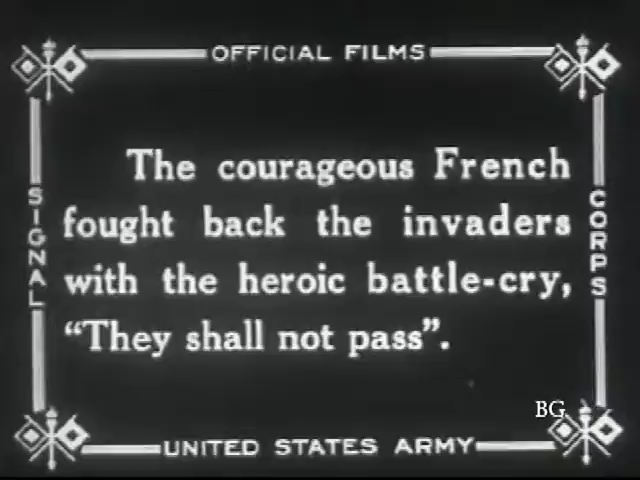 OFFICIAL FILMS
SIGNAL
CORPS
The courageous French
fought back the invaders
with the heroic battle-cry,
“They shall not pass”.
BG
UNITED STATES ARMY